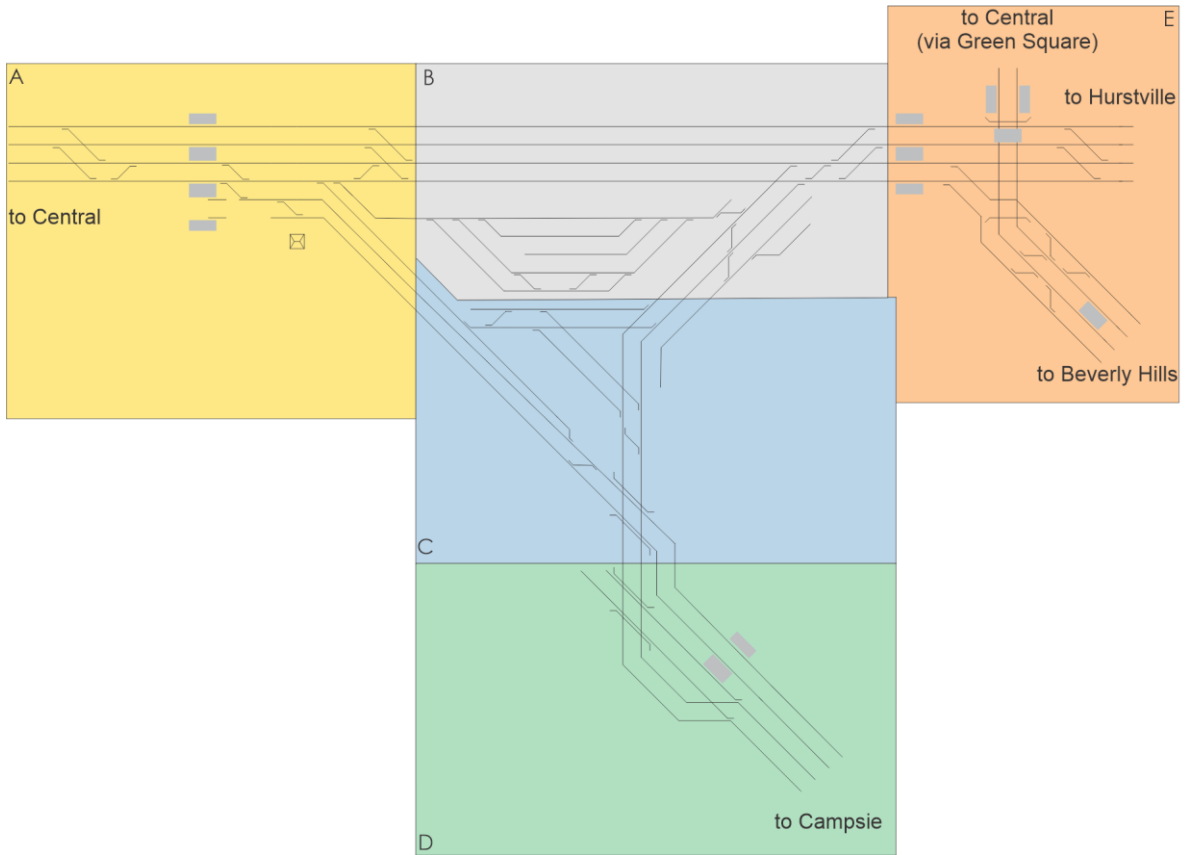 A
B
E
to Central
(via Green Square)
to Hurstville
to Central
to Beverly Hills
C
D
to Campsie